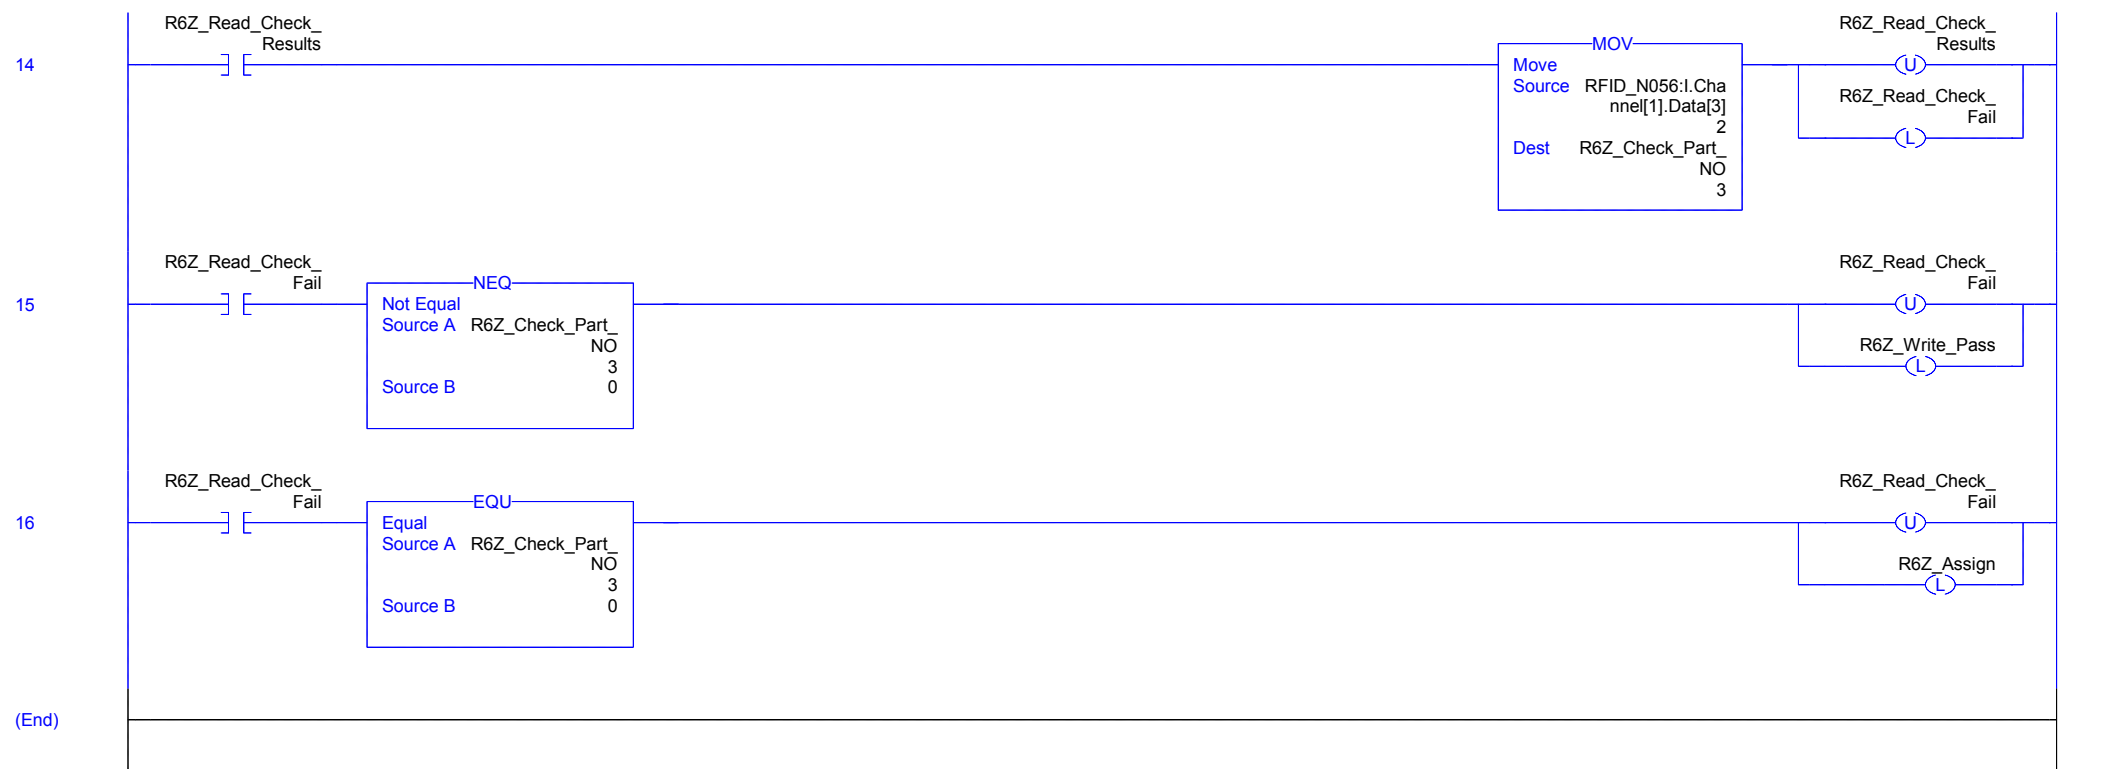 R6Z_Read_Check_
Results
14
MOV
Move
Source RFID_N056:I.Cha
nnel[1].Data[3]
2
Dest R6Z_Check_Part_
NO
3
R6Z_Read_Check_
Results
U
R6Z_Read_Check_
Fail
L
R6Z_Read_Check_
Fail
15
NEQ
Not Equal
Source A R6Z_Check_Part_
NO
3
Source B 0
R6Z_Read_Check_
Fail
U
R6Z_Write_Pass
L
R6Z_Read_Check_
Fail
16
EQU
Equal
Source A R6Z_Check_Part_
NO
3
Source B 0
R6Z_Read_Check_
Fail
U
R6Z_Assign
L
(End)